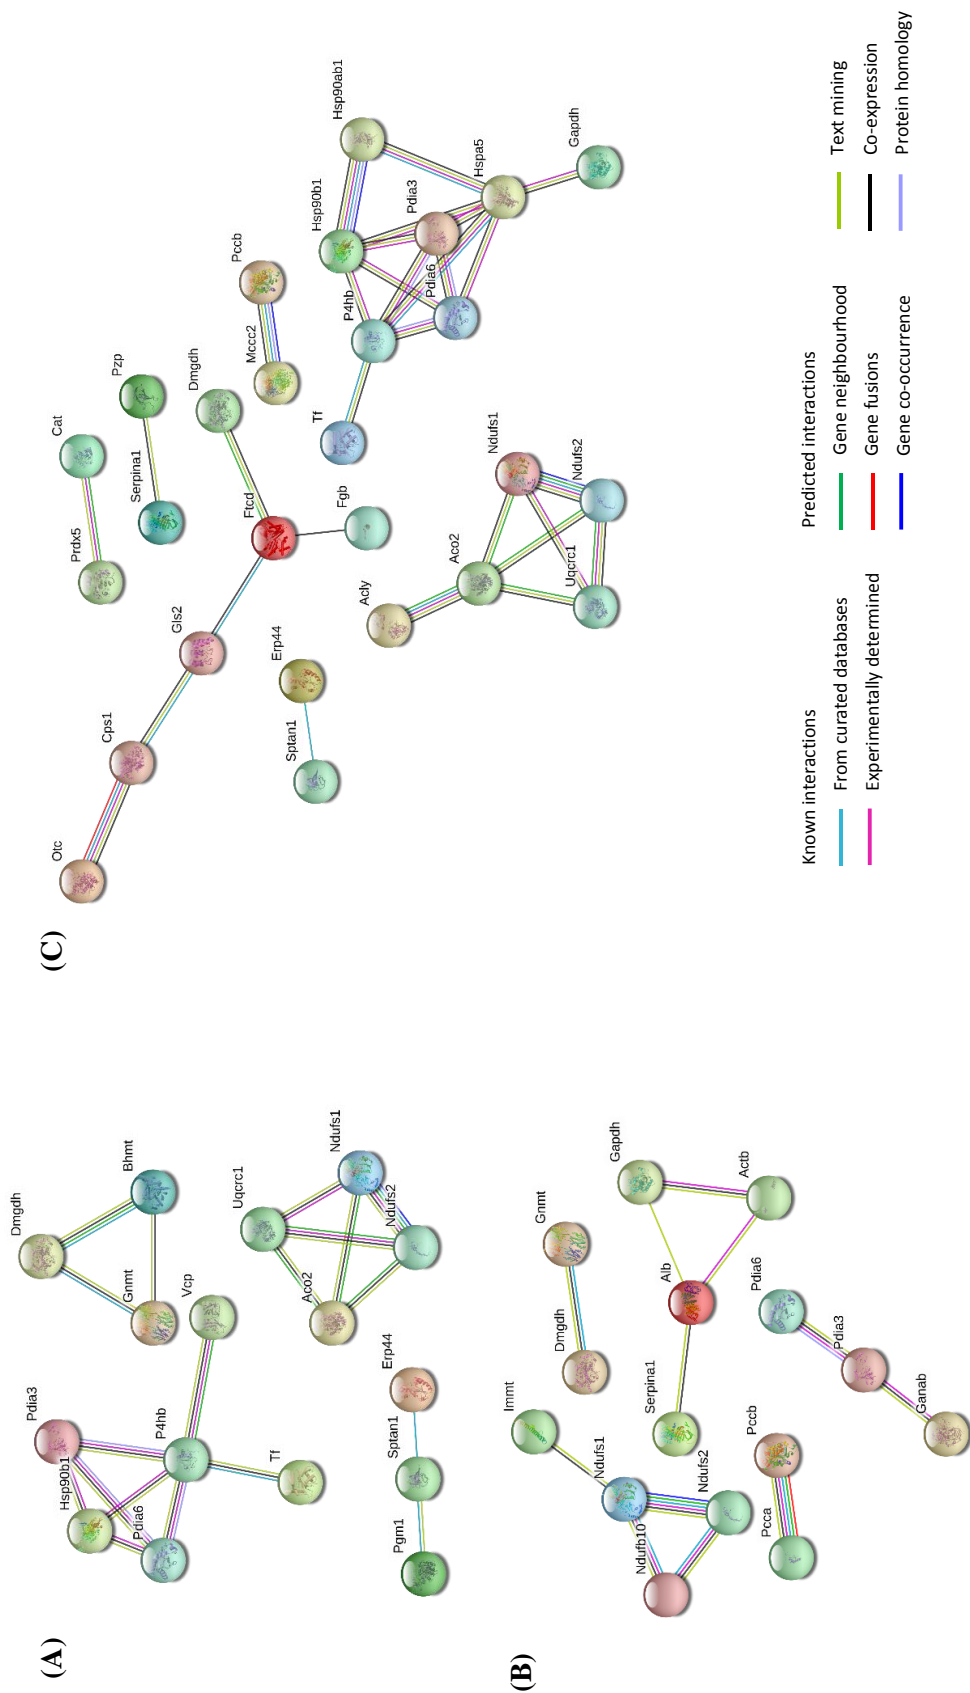 (A)
Dmgdh
Bhmt
Gnmt
Vcp
Pdia3
Hsp90b1
P4hb
Pdia6
Tf
Uqcrc1
Ndufs1
Ndufs2
Aco2
Erp44
Sptan1
Pgm1
(B)
Gnmt
Dmgdh
Gapdh
Actb
Alb
Serpina1
Immt
Ndufs1
Ndufs2
Ndufb10
Pccb
Pcca
Pdia6
Pdia3
Ganab
(C)
Otc
Cps1
Gls2
Ftcd
Dmgdh
Fgb
Prdx5
Cat
Serpina1
Pzp
Mccc2
Pccb
Sptan1
Erp44
Tf
P4hb
Hsp90b1
Hsp90ab1
Pdia3
Pdia6
Hspa5
Gapdh
Acly
Aco2
Ndufs1
Ndufs2
Uqcrc1
Known interactions
From curated databases
Experimentally determined
Predicted interactions
Gene neighbourhood
Gene fusions
Gene co-occurrence
Text mining
Co-expression
Protein homology